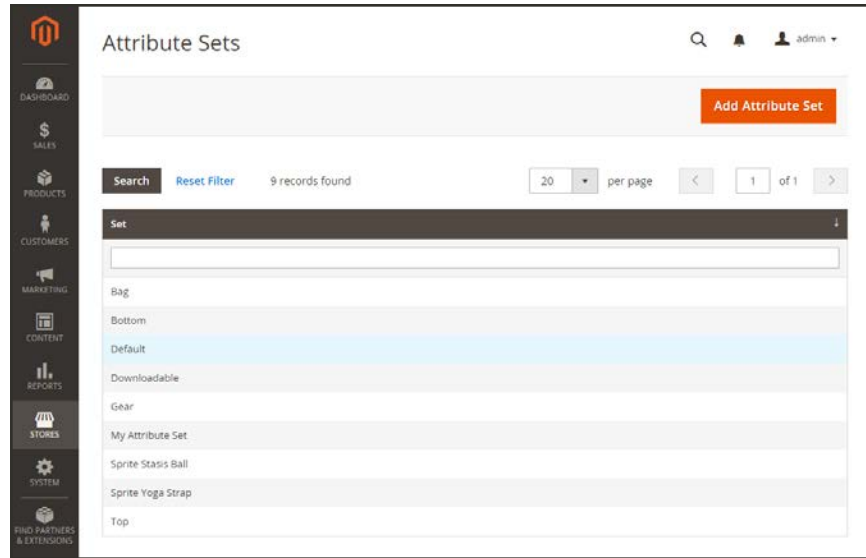 Attribute Sets
admin
DASHBOARD
SALES
PRODUCTS
CUSTOMERS
MARKETING
CONTENT
REPORTS
STORES
SYSTEM
FIND PARTNERS
& EXTENSIONS
Add Attribute Set
Search Reset Filter 9 records found 20 per page 1 of 1
Set
Bag
Bottom
Default
Downloadable
Gear
My Attribute Set
Sprite Stasis Ball
Sprite Yoga Strap
Top